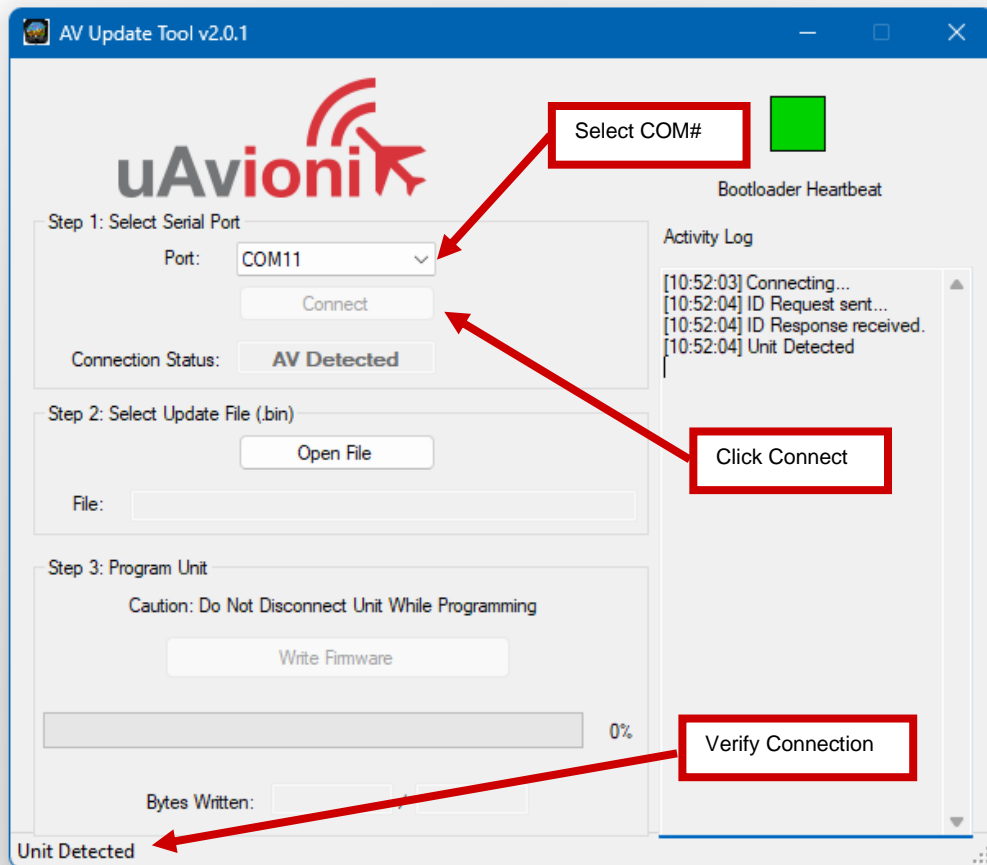 AV Update Tool v2.0.1
uAvionix
Select COM#
Bootloader Heartbeat
Step 1: Select Serial Port
Port: COM11
Connect
Connection Status: AV Detected
Activity Log
[10:52:03] Connecting...
[10:52:04] ID Request sent...
[10:52:04] ID Response received.
[10:52:04] Unit Detected
Step 2: Select Update File (.bin)
Open File
File:
Click Connect
Step 3: Program Unit
Caution: Do Not Disconnect Unit While Programming
Write Firmware
0%
Verify Connection
Bytes Written: /
Unit Detected